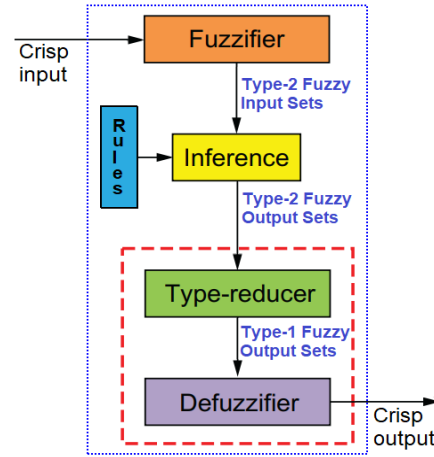 Fuzzifier
Crisp
input
Type-2 Fuzzy
Input Sets
Rules
Inference
Type-2 Fuzzy
Output Sets
Type-reducer
Type-1 Fuzzy
Output Sets
Defuzzifier
Crisp
output